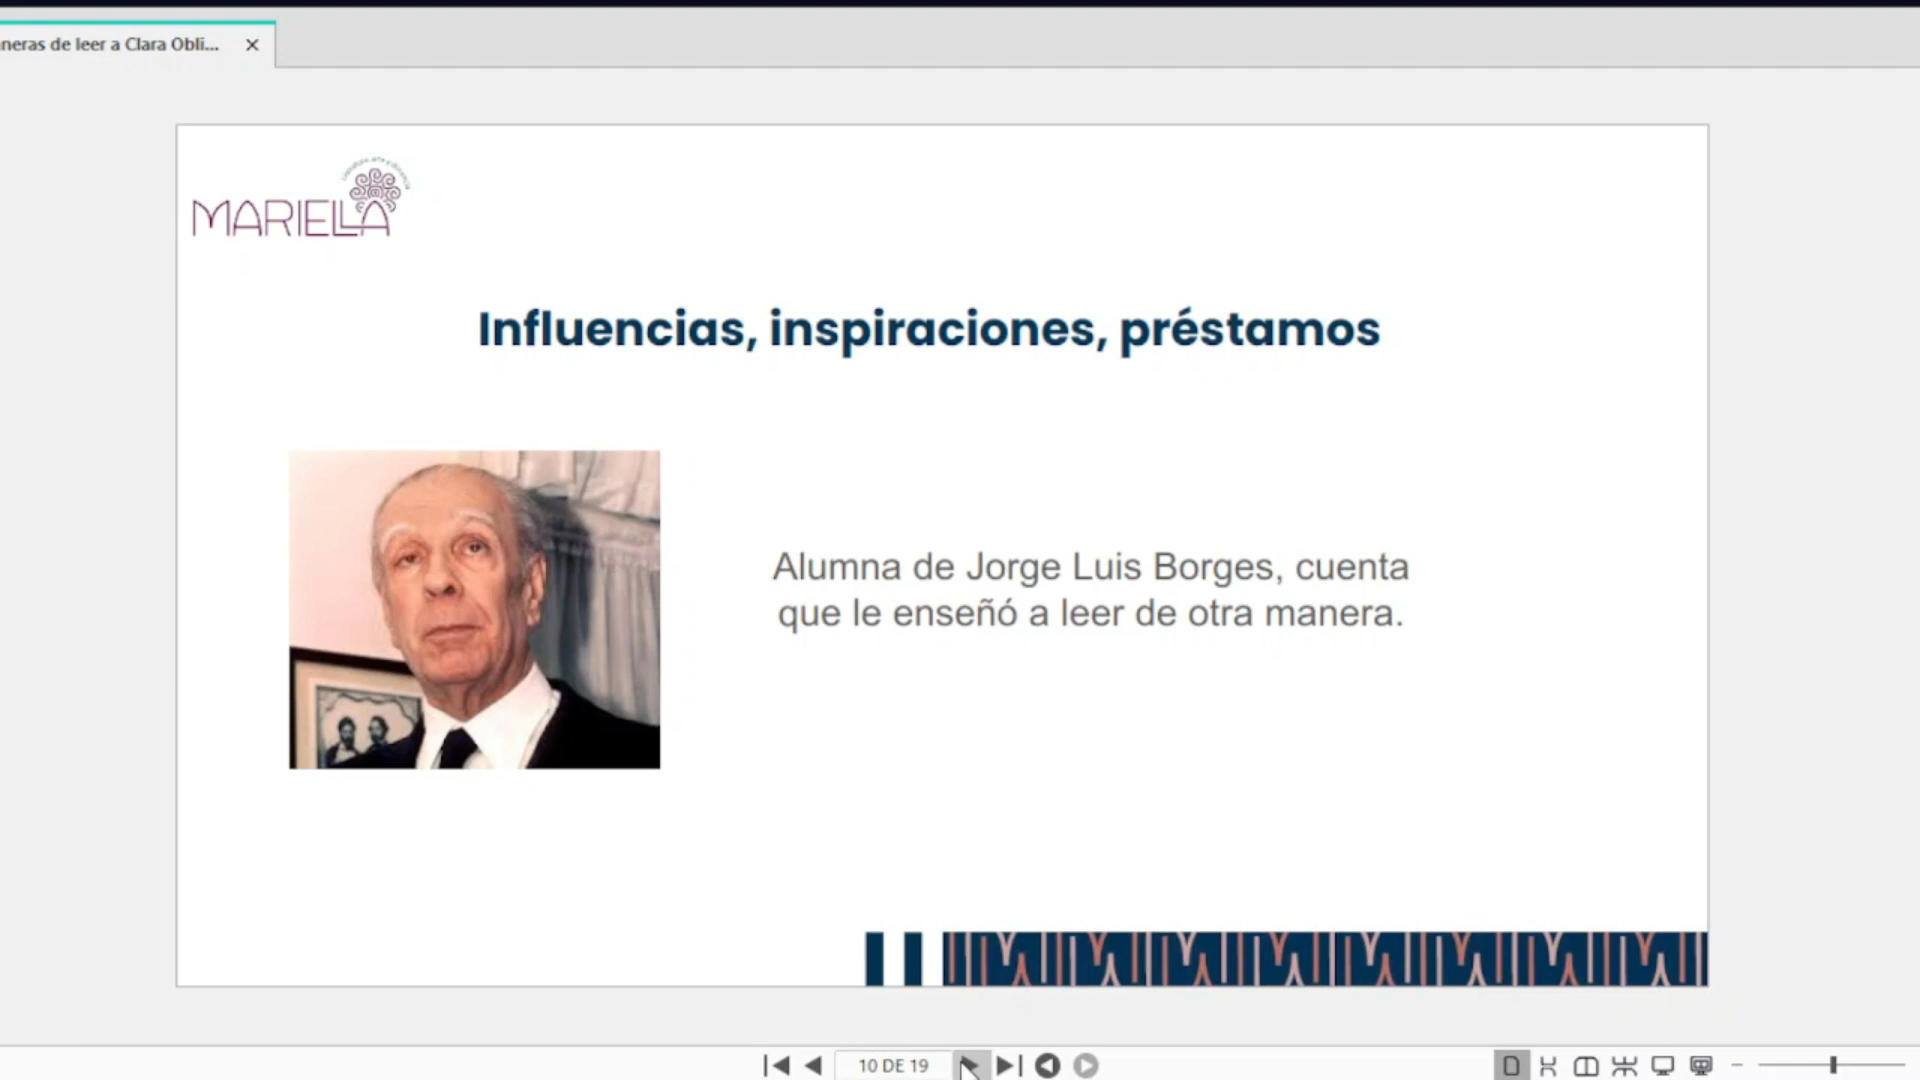 neras de leer a Clara Obli...
MARIELLA
Influencias, inspiraciones, préstamos
Alumna de Jorge Luis Borges, cuenta
que le enseñó a leer de otra manera.
10 DE 19